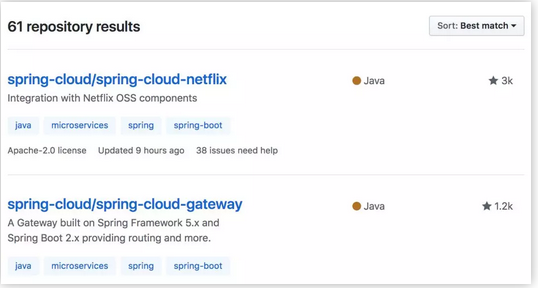 61 repository results
Sort: Best match
spring-cloud/spring-cloud-netflix
Java
3k
Integration with Netflix OSS components
java microservices spring spring-boot
Apache-2.0 license Updated 9 hours ago 38 issues need help
spring-cloud/spring-cloud-gateway
Java
1.2k
A Gateway built on Spring Framework 5.x and
Spring Boot 2.x providing routing and more.
java microservices spring spring-boot